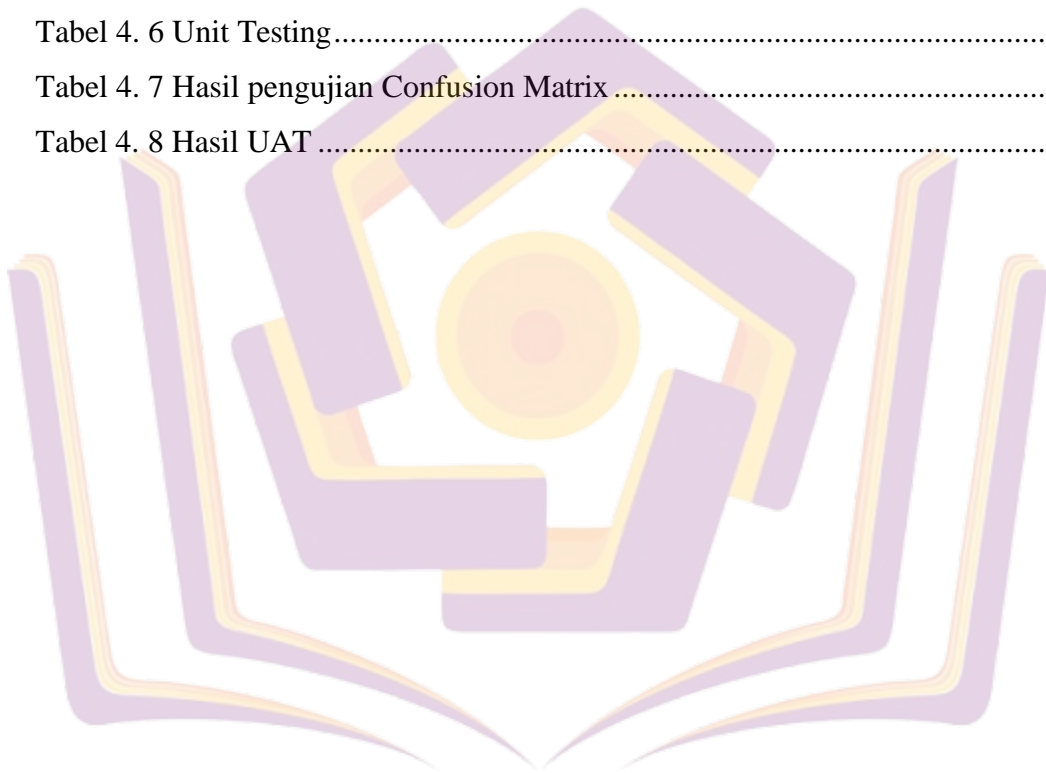 Tabel 4. 6 Unit Testing........................................................................................
Tabel 4. 7 Hasil pengujian Confusion Matrix ......................................................
Tabel 4. 8 Hasil UAT ..........................................................................................